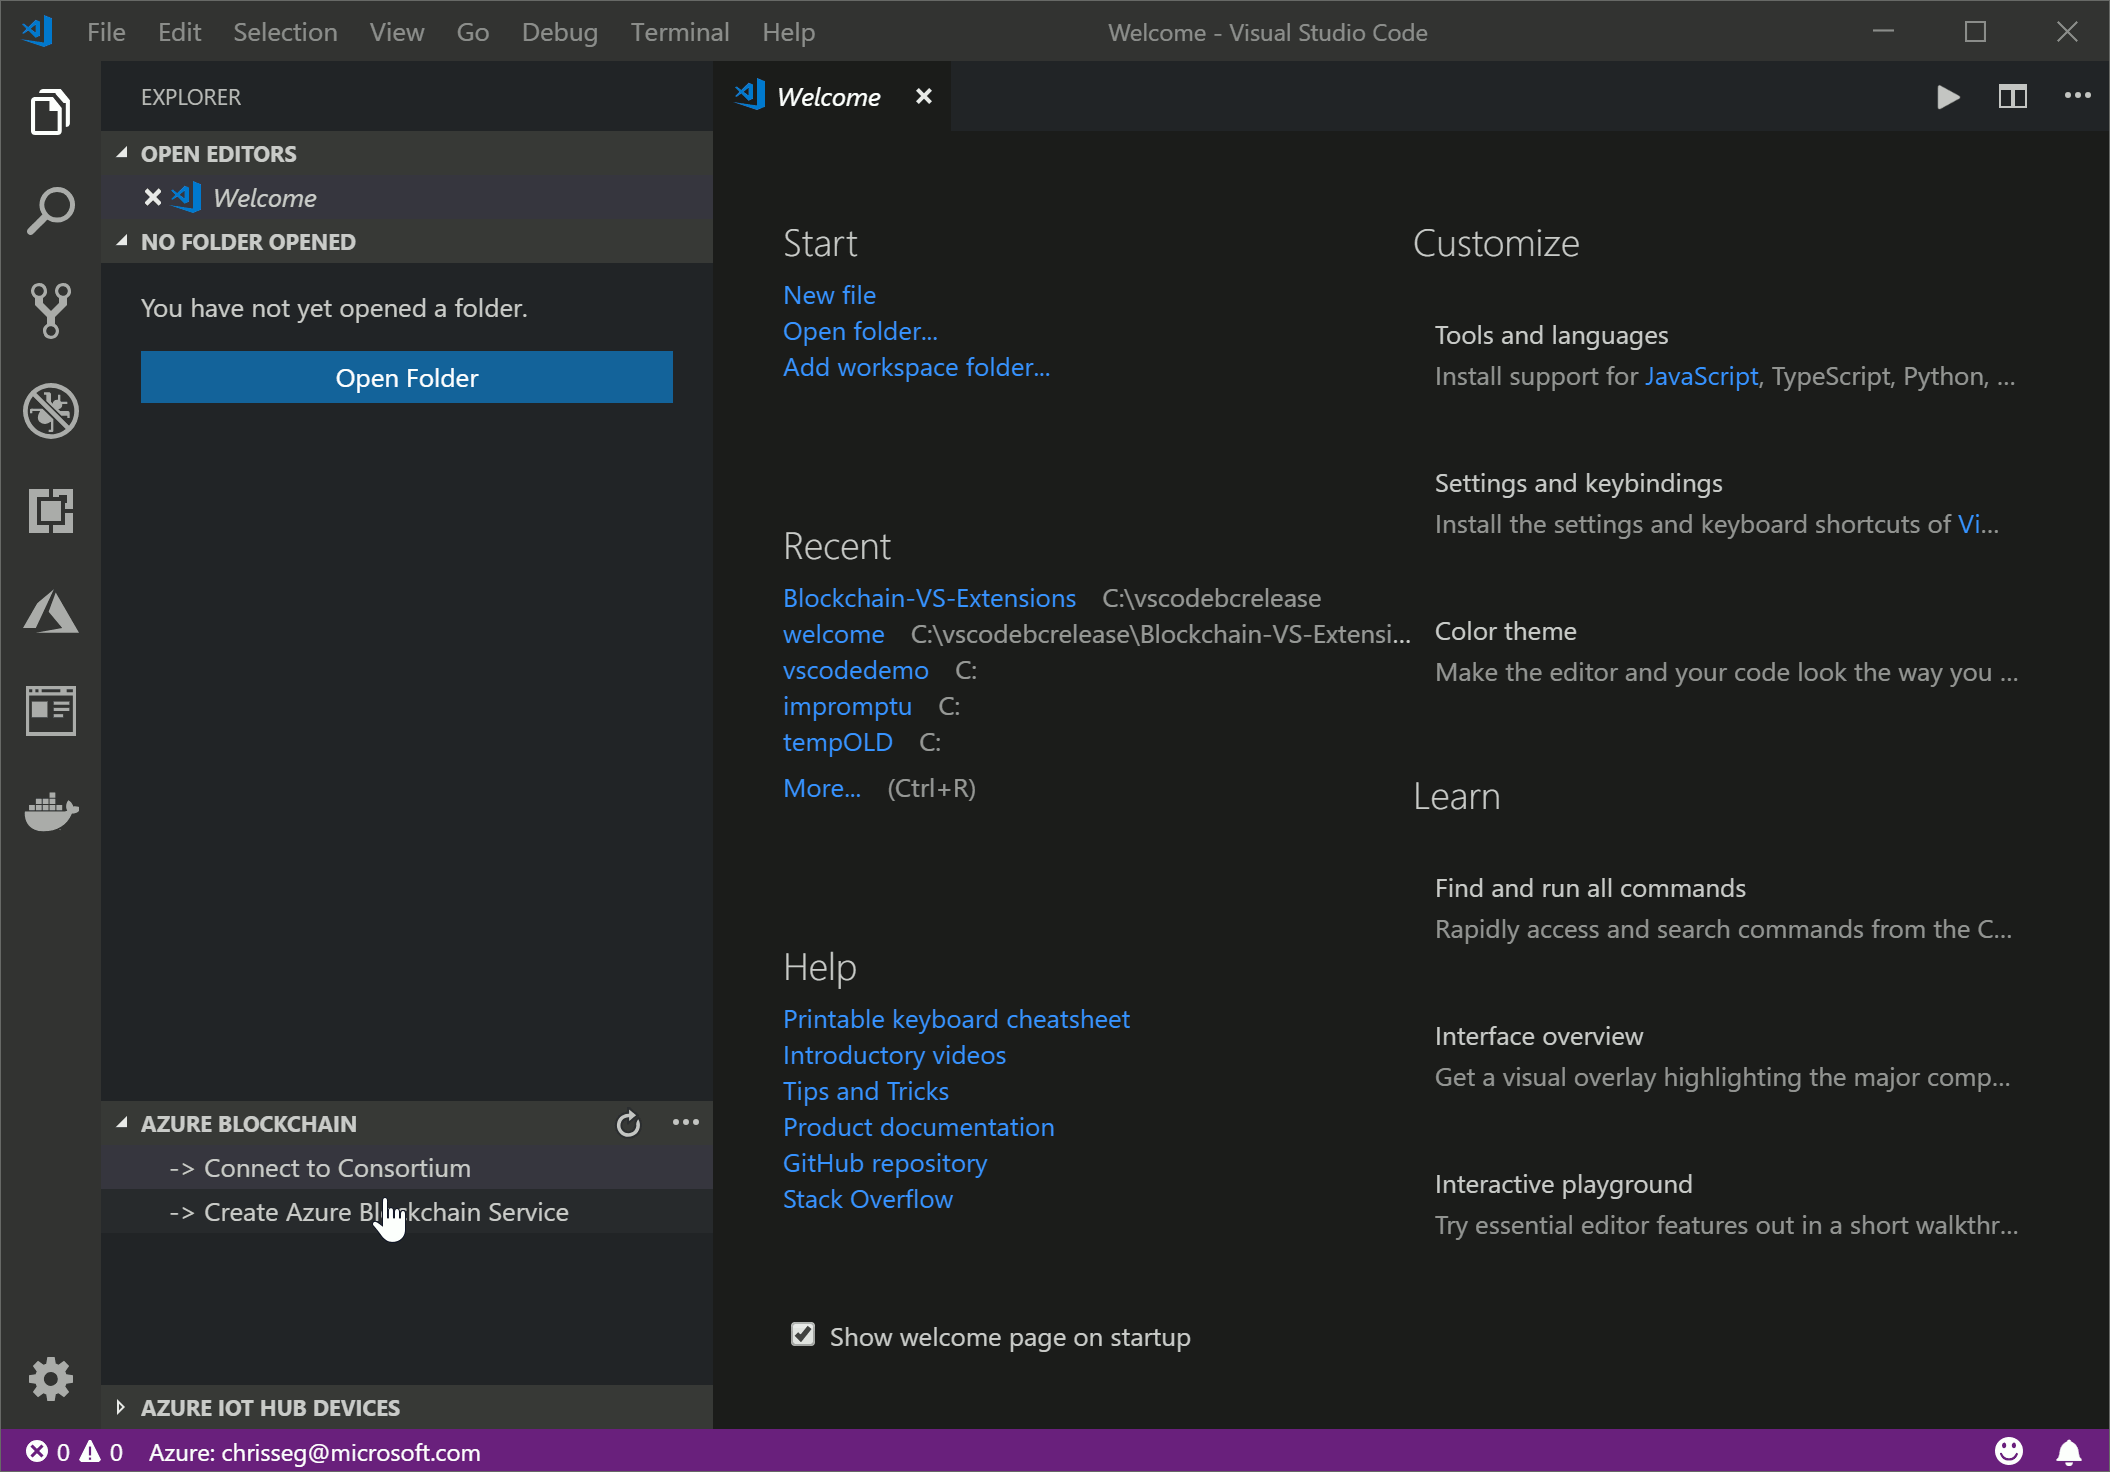 File Edit Selection View Go Debug Terminal Help Welcome - Visual Studio Code
EXPLORER
OPEN EDITORS
Welcome
NO FOLDER OPENED
You have not yet opened a folder.
Open Folder
AZURE BLOCKCHAIN
-> Connect to Consortium
-> Create Azure Blockchain Service
AZURE IOT HUB DEVICES
Welcome
Start
New file
Open folder...
Add workspace folder...
Recent
Blockchain-VS-Extensions C:\vscodebcrelease
welcome C:\vscodebcrelease\Blockchain-VS-Extensi...
vscodedemo C:
impromptu C:
tempOLD C:
More... (Ctrl+R)
Help
Printable keyboard cheatsheet
Introductory videos
Tips and Tricks
Product documentation
GitHub repository
Stack Overflow
Show welcome page on startup
Customize
Tools and languages
Install support for JavaScript, TypeScript, Python, ...
Settings and keybindings
Install the settings and keyboard shortcuts of Vi...
Color theme
Make the editor and your code look the way you ...
Learn
Find and run all commands
Rapidly access and search commands from the C...
Interface overview
Get a visual overlay highlighting the major comp...
Interactive playground
Try essential editor features out in a short walkthr...
0 0 Azure: chrisseg@microsoft.com